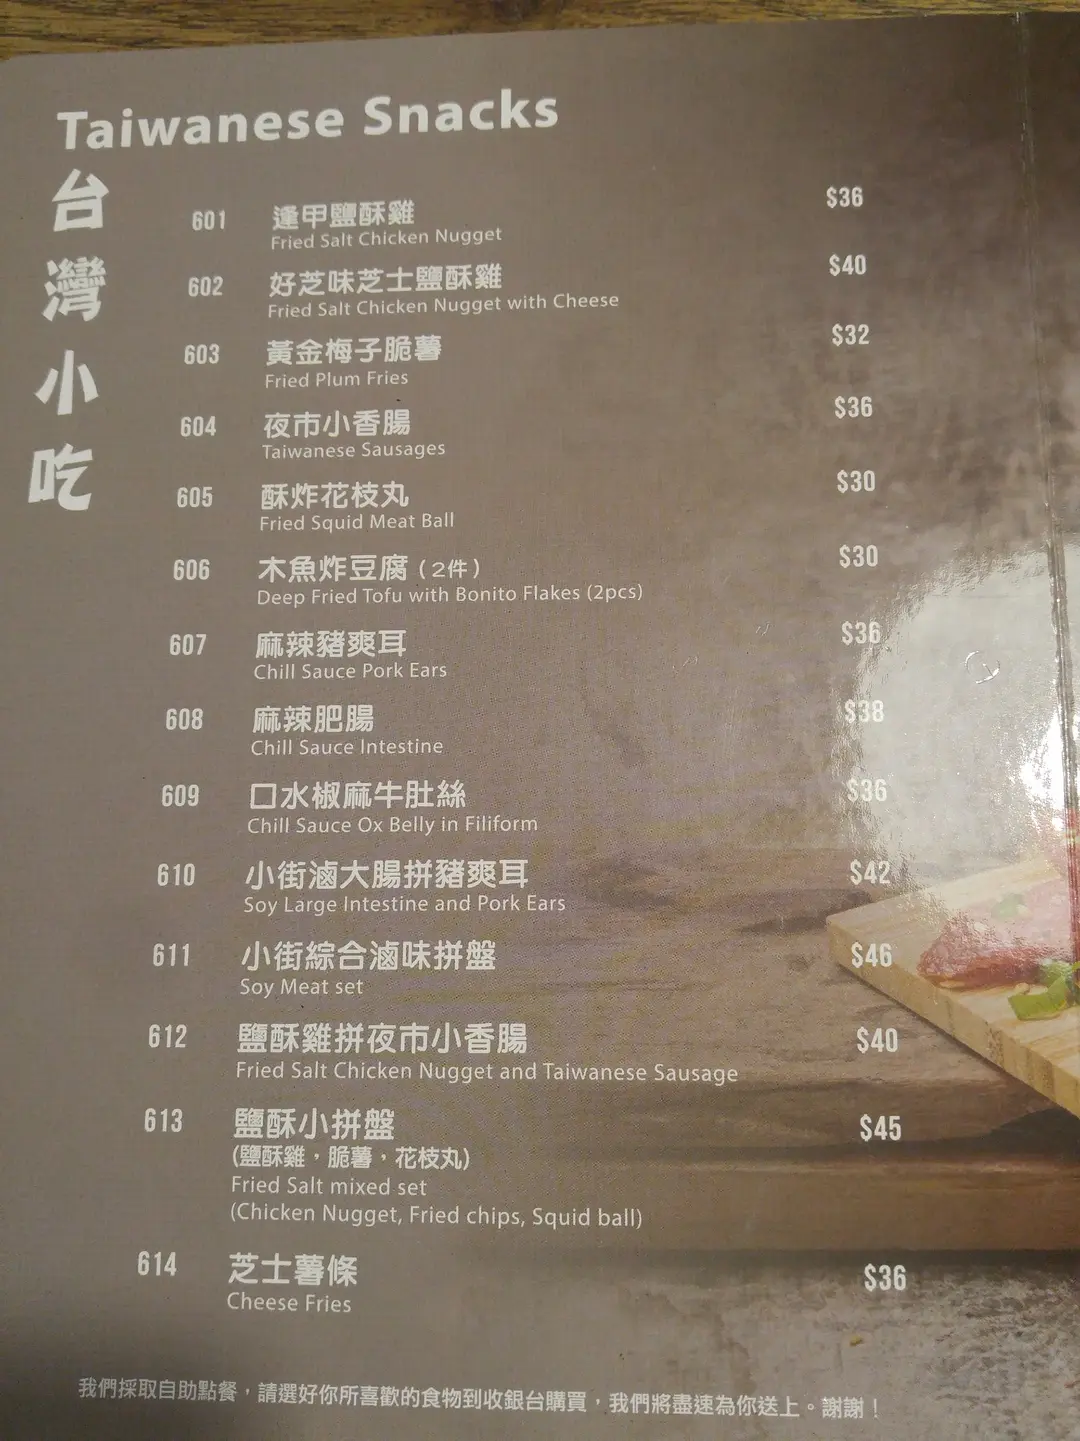 Taiwanese Snacks
台灣小吃
601 逢甲鹽酥雞 $36
Fried Salt Chicken Nugget
602 好芝味芝士鹽酥雞 $40
Fried Salt Chicken Nugget with Cheese
603 黃金梅子脆薯 $32
Fried Plum Fries
604 夜市小香腸 $36
Taiwanese Sausages
605 酥炸花枝丸 $30
Fried Squid Meat Ball
606 木魚炸豆腐（2件） $30
Deep Fried Tofu with Bonito Flakes (2pcs)
607 麻辣豬爽耳 $36
Chill Sauce Pork Ears
608 麻辣肥腸 $38
Chill Sauce Intestine
609 口水椒麻牛肚絲 $36
Chill Sauce Ox Belly in Filiform
610 小街滷大腸拼豬爽耳 $42
Soy Large Intestine and Pork Ears
611 小街綜合滷味拼盤 $46
Soy Meat set
612 鹽酥雞拼夜市小香腸 $40
Fried Salt Chicken Nugget and Taiwanese Sausage
613 鹽酥小拼盤 $45
(鹽酥雞，脆薯，花枝丸)
Fried Salt mixed set
(Chicken Nugget, Fried chips, Squid ball)
614 芝士薯條 $36
Cheese Fries
我們採取自助點餐，請選好你所喜歡的食物到收銀台購買，我們將盡速為你送上。謝謝！